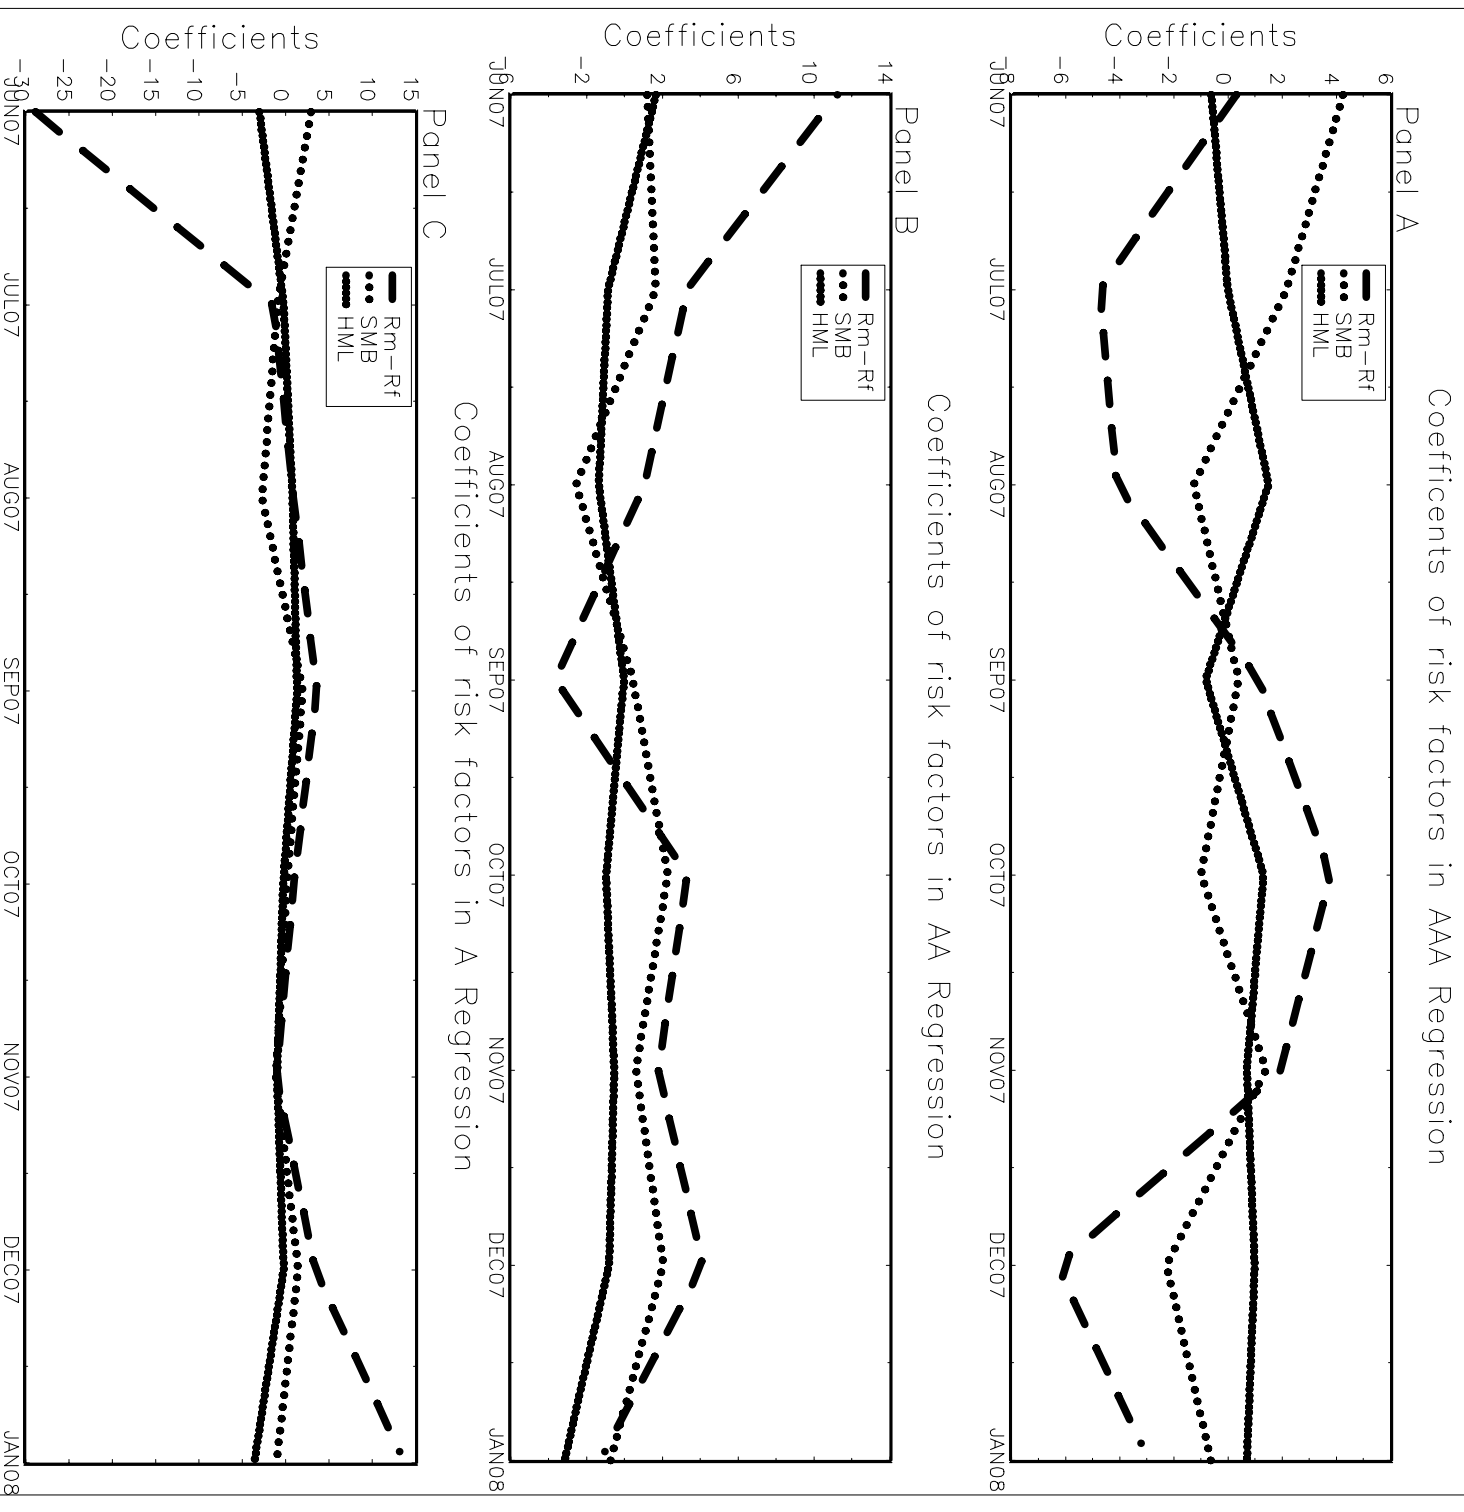 Coefficents of risk factors in AAA Regression
Panel A
Coefficients
6
4
2
0
−2
−4
−6
−8
Rm−Rf
SMB
HML
JUN07 JUL07 AUG07 SEP07 OCT07 NOV07 DEC07 JAN08
Coefficients of risk factors in AA Regression
Panel B
Coefficients
14
10
6
2
−2
−6
Rm−Rf
SMB
HML
JUN07 JUL07 AUG07 SEP07 OCT07 NOV07 DEC07 JAN08
Coefficients of risk factors in A Regression
Panel C
Coefficients
15
10
5
0
−5
−10
−15
−20
−25
−30
Rm−Rf
SMB
HML
JUN07 JUL07 AUG07 SEP07 OCT07 NOV07 DEC07 JAN08